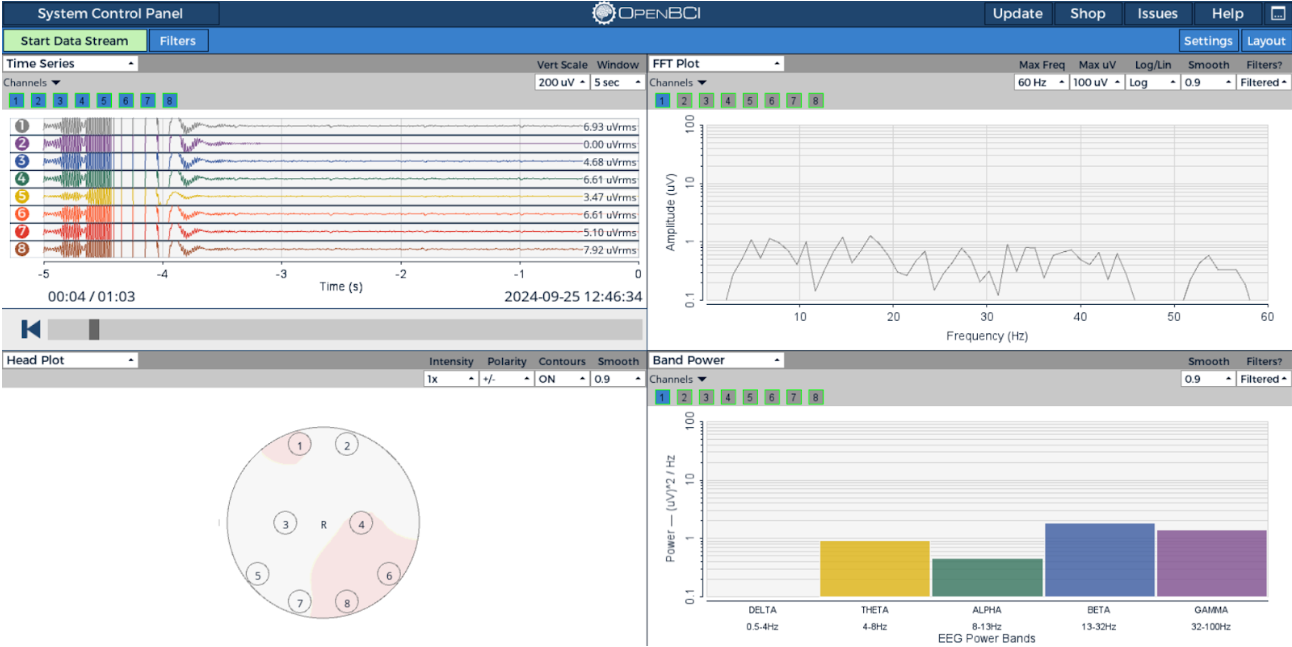 System Control Panel OpenBCI Update Shop Issues Help
Start Data Stream Filters Settings Layout
Time Series Vert Scale Window
Channels 200 uV 5 sec
1 2 3 4 5 6 7 8
1 6.93 uVrms
2 0.00 uVrms
3 4.68 uVrms
4 6.61 uVrms
5 3.47 uVrms
6 6.61 uVrms
7 5.10 uVrms
8 7.92 uVrms
-5 -4 -3 -2 -1 0
Time (s)
00:04 / 01:03 2024-09-25 12:46:34
FFT Plot Max Freq Max uV Log/Lin Smooth Filters?
Channels 60 Hz 100 uV Log 0.9 Filtered
1 2 3 4 5 6 7 8
100
10
1
0.1
Amplitude (uV)
10 20 30 40 50 60
Frequency (Hz)
Head Plot Intensity Polarity Contours Smooth
1x +/- ON 0.9
1 2
3 R 4
5 6
7 8
Band Power Smooth Filters?
Channels 0.9 Filtered
1 2 3 4 5 6 7 8
100
10
1
0.1
Power — (uV)^2 / Hz
DELTA THETA ALPHA BETA GAMMA
0.5-4Hz 4-8Hz 8-13Hz 13-32Hz 32-100Hz
EEG Power Bands